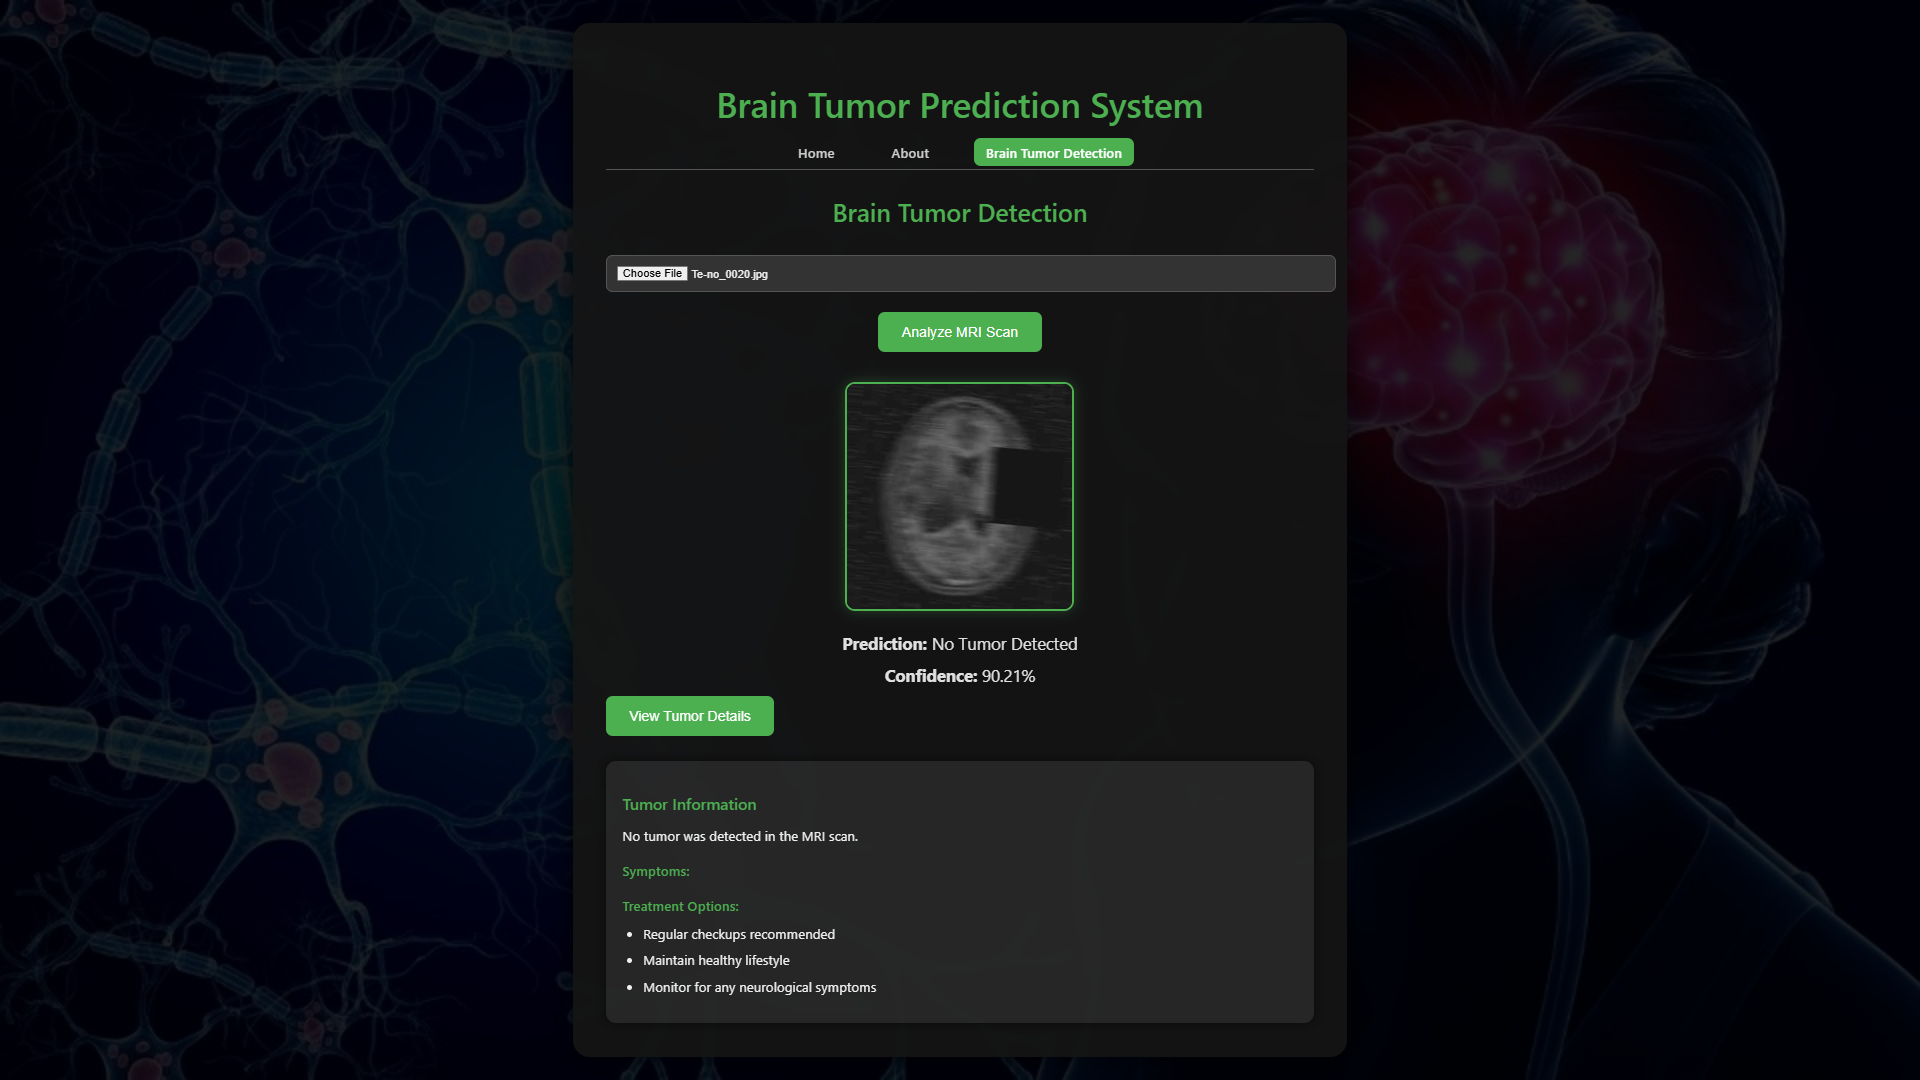 Brain Tumor Prediction System
Home About Brain Tumor Detection
Brain Tumor Detection
Choose File Te-no_0020.jpg
Analyze MRI Scan
Prediction: No Tumor Detected
Confidence: 90.21%
View Tumor Details
Tumor Information
No tumor was detected in the MRI scan.
Symptoms:
Treatment Options:
• Regular checkups recommended
• Maintain healthy lifestyle
• Monitor for any neurological symptoms